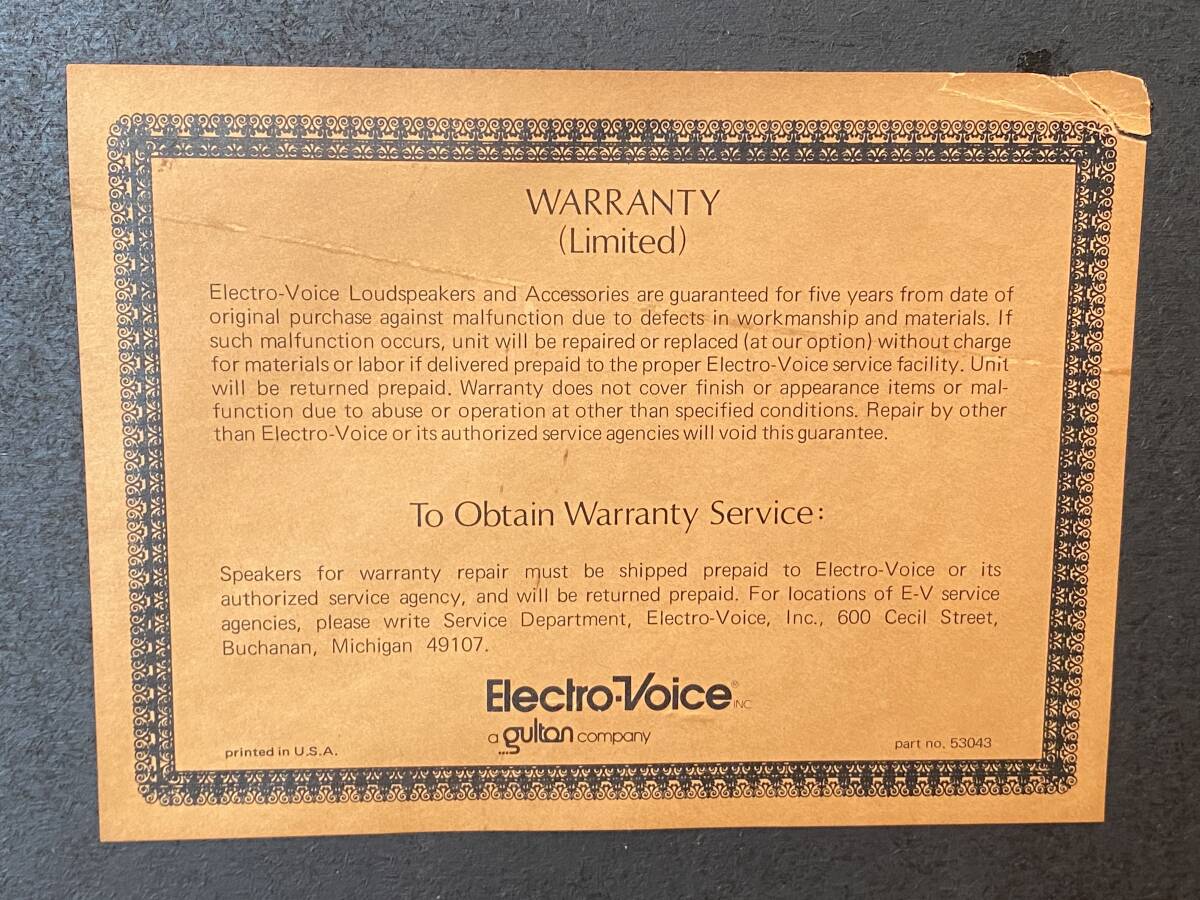 WARRANTY
(Limited)
Electro-Voice Loudspeakers and Accessories are guaranteed for five years from date of
original purchase against malfunction due to defects in workmanship and materials. If
such malfunction occurs, unit will be repaired or replaced (at our option) without charge
for materials or labor if delivered prepaid to the proper Electro-Voice service facility. Unit
will be returned prepaid. Warranty does not cover finish or appearance items or mal-
function due to abuse or operation at other than specified conditions. Repair by other
than Electro-Voice or its authorized service agencies will void this guarantee.
To Obtain Warranty Service:
Speakers for warranty repair must be shipped prepaid to Electro-Voice or its
authorized service agency, and will be returned prepaid. For locations of E-V service
agencies, please write Service Department, Electro-Voice, Inc., 600 Cecil Street,
Buchanan, Michigan 49107.
Electro-Voice® INC
a gulton company
printed in U.S.A.
part no. 53043